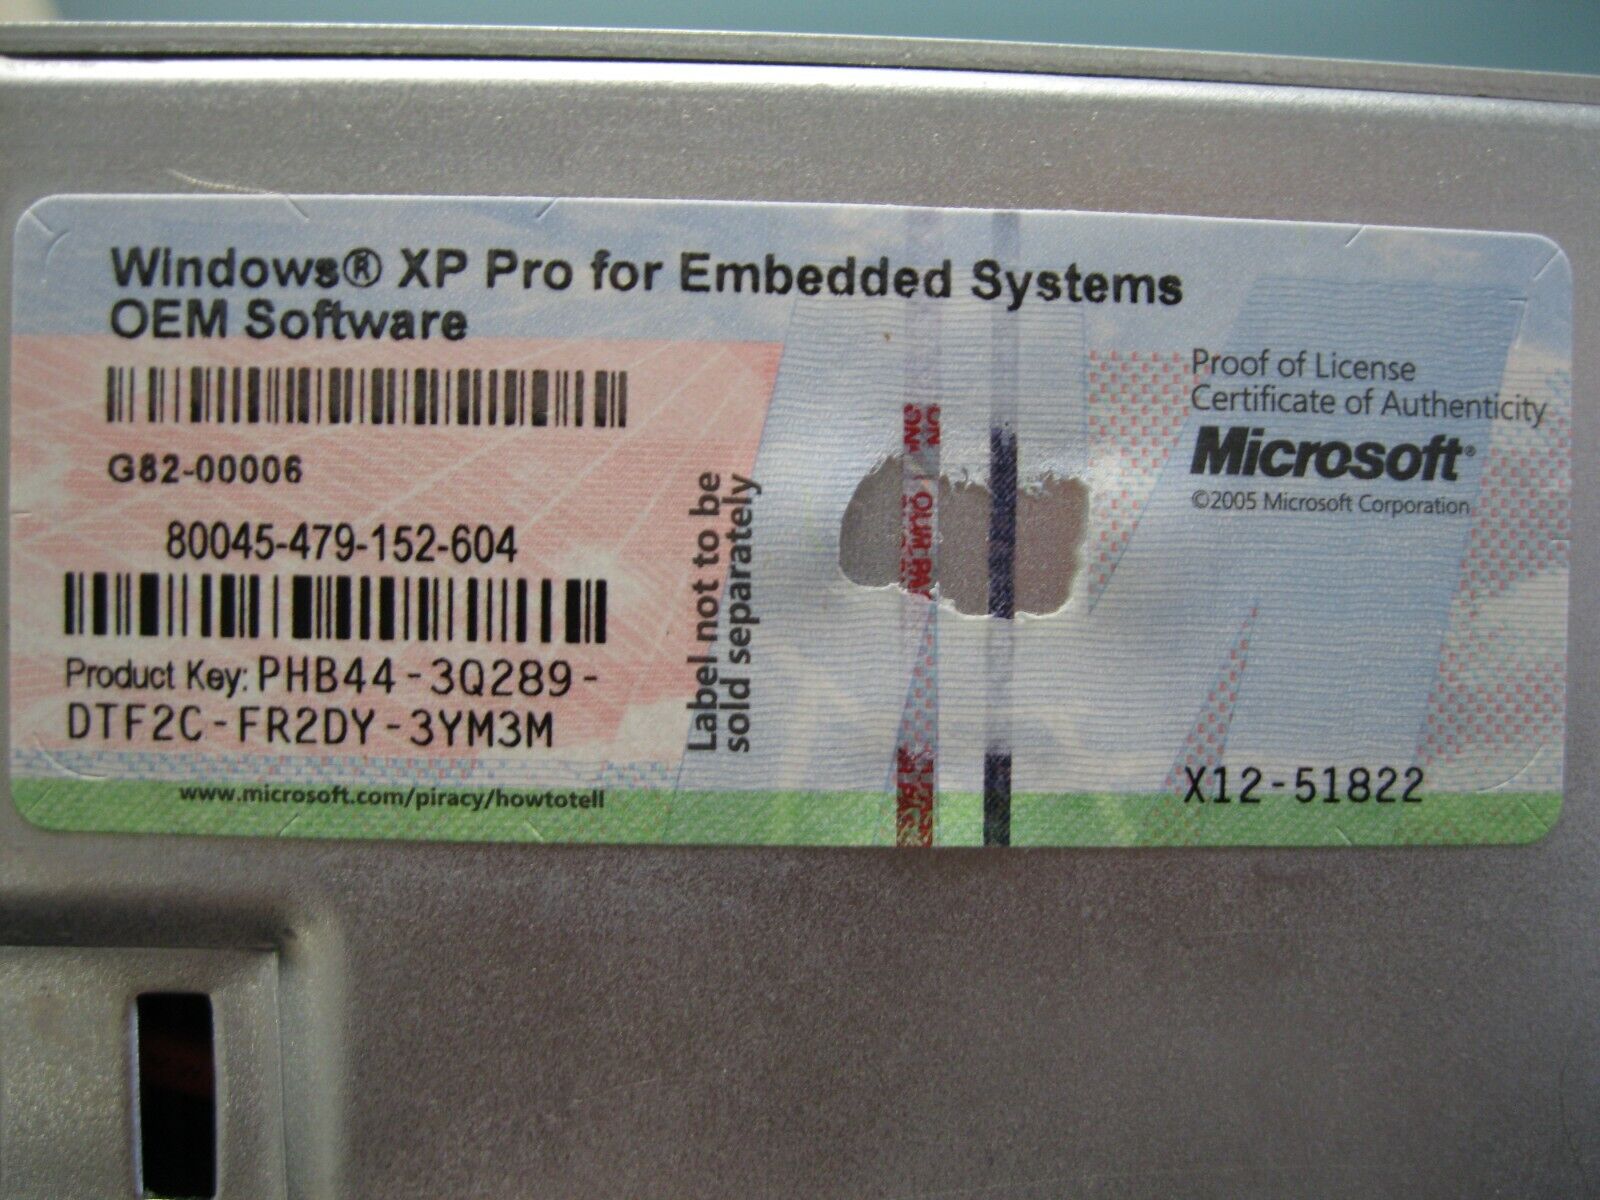 Windows® XP Pro for Embedded Systems
OEM Software
G82-00006
80045-479-152-604
Product Key: PHB44-3Q289-
DTF2C-FR2DY-3YM3M
www.microsoft.com/piracy/howtotell
Label not to be
sold separately
Proof of License
Certificate of Authenticity
Microsoft®
©2005 Microsoft Corporation
X12-51822